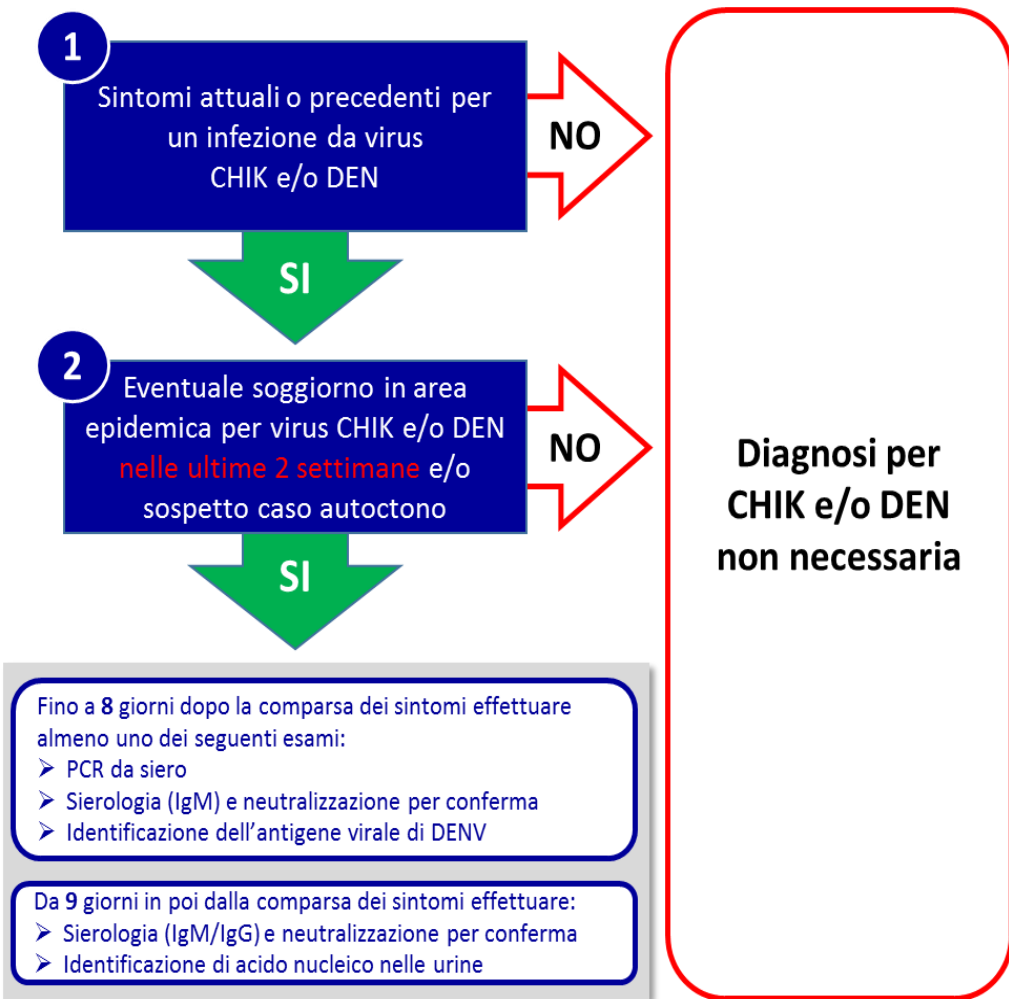 1
Sintomi attuali o precedenti per
un infezione da virus
CHIK e/o DEN
NO
SI
2
Eventuale soggiorno in area
epidemica per virus CHIK e/o DEN
nelle ultime 2 settimane e/o
sospetto caso autoctono
NO
SI
Diagnosi per
CHIK e/o DEN
non necessaria
Fino a 8 giorni dopo la comparsa dei sintomi effettuare
almeno uno dei seguenti esami:
➢ PCR da siero
➢ Sierologia (IgM) e neutralizzazione per conferma
➢ Identificazione dell’antigene virale di DENV
Da 9 giorni in poi dalla comparsa dei sintomi effettuare:
➢ Sierologia (IgM/IgG) e neutralizzazione per conferma
➢ Identificazione di acido nucleico nelle urine